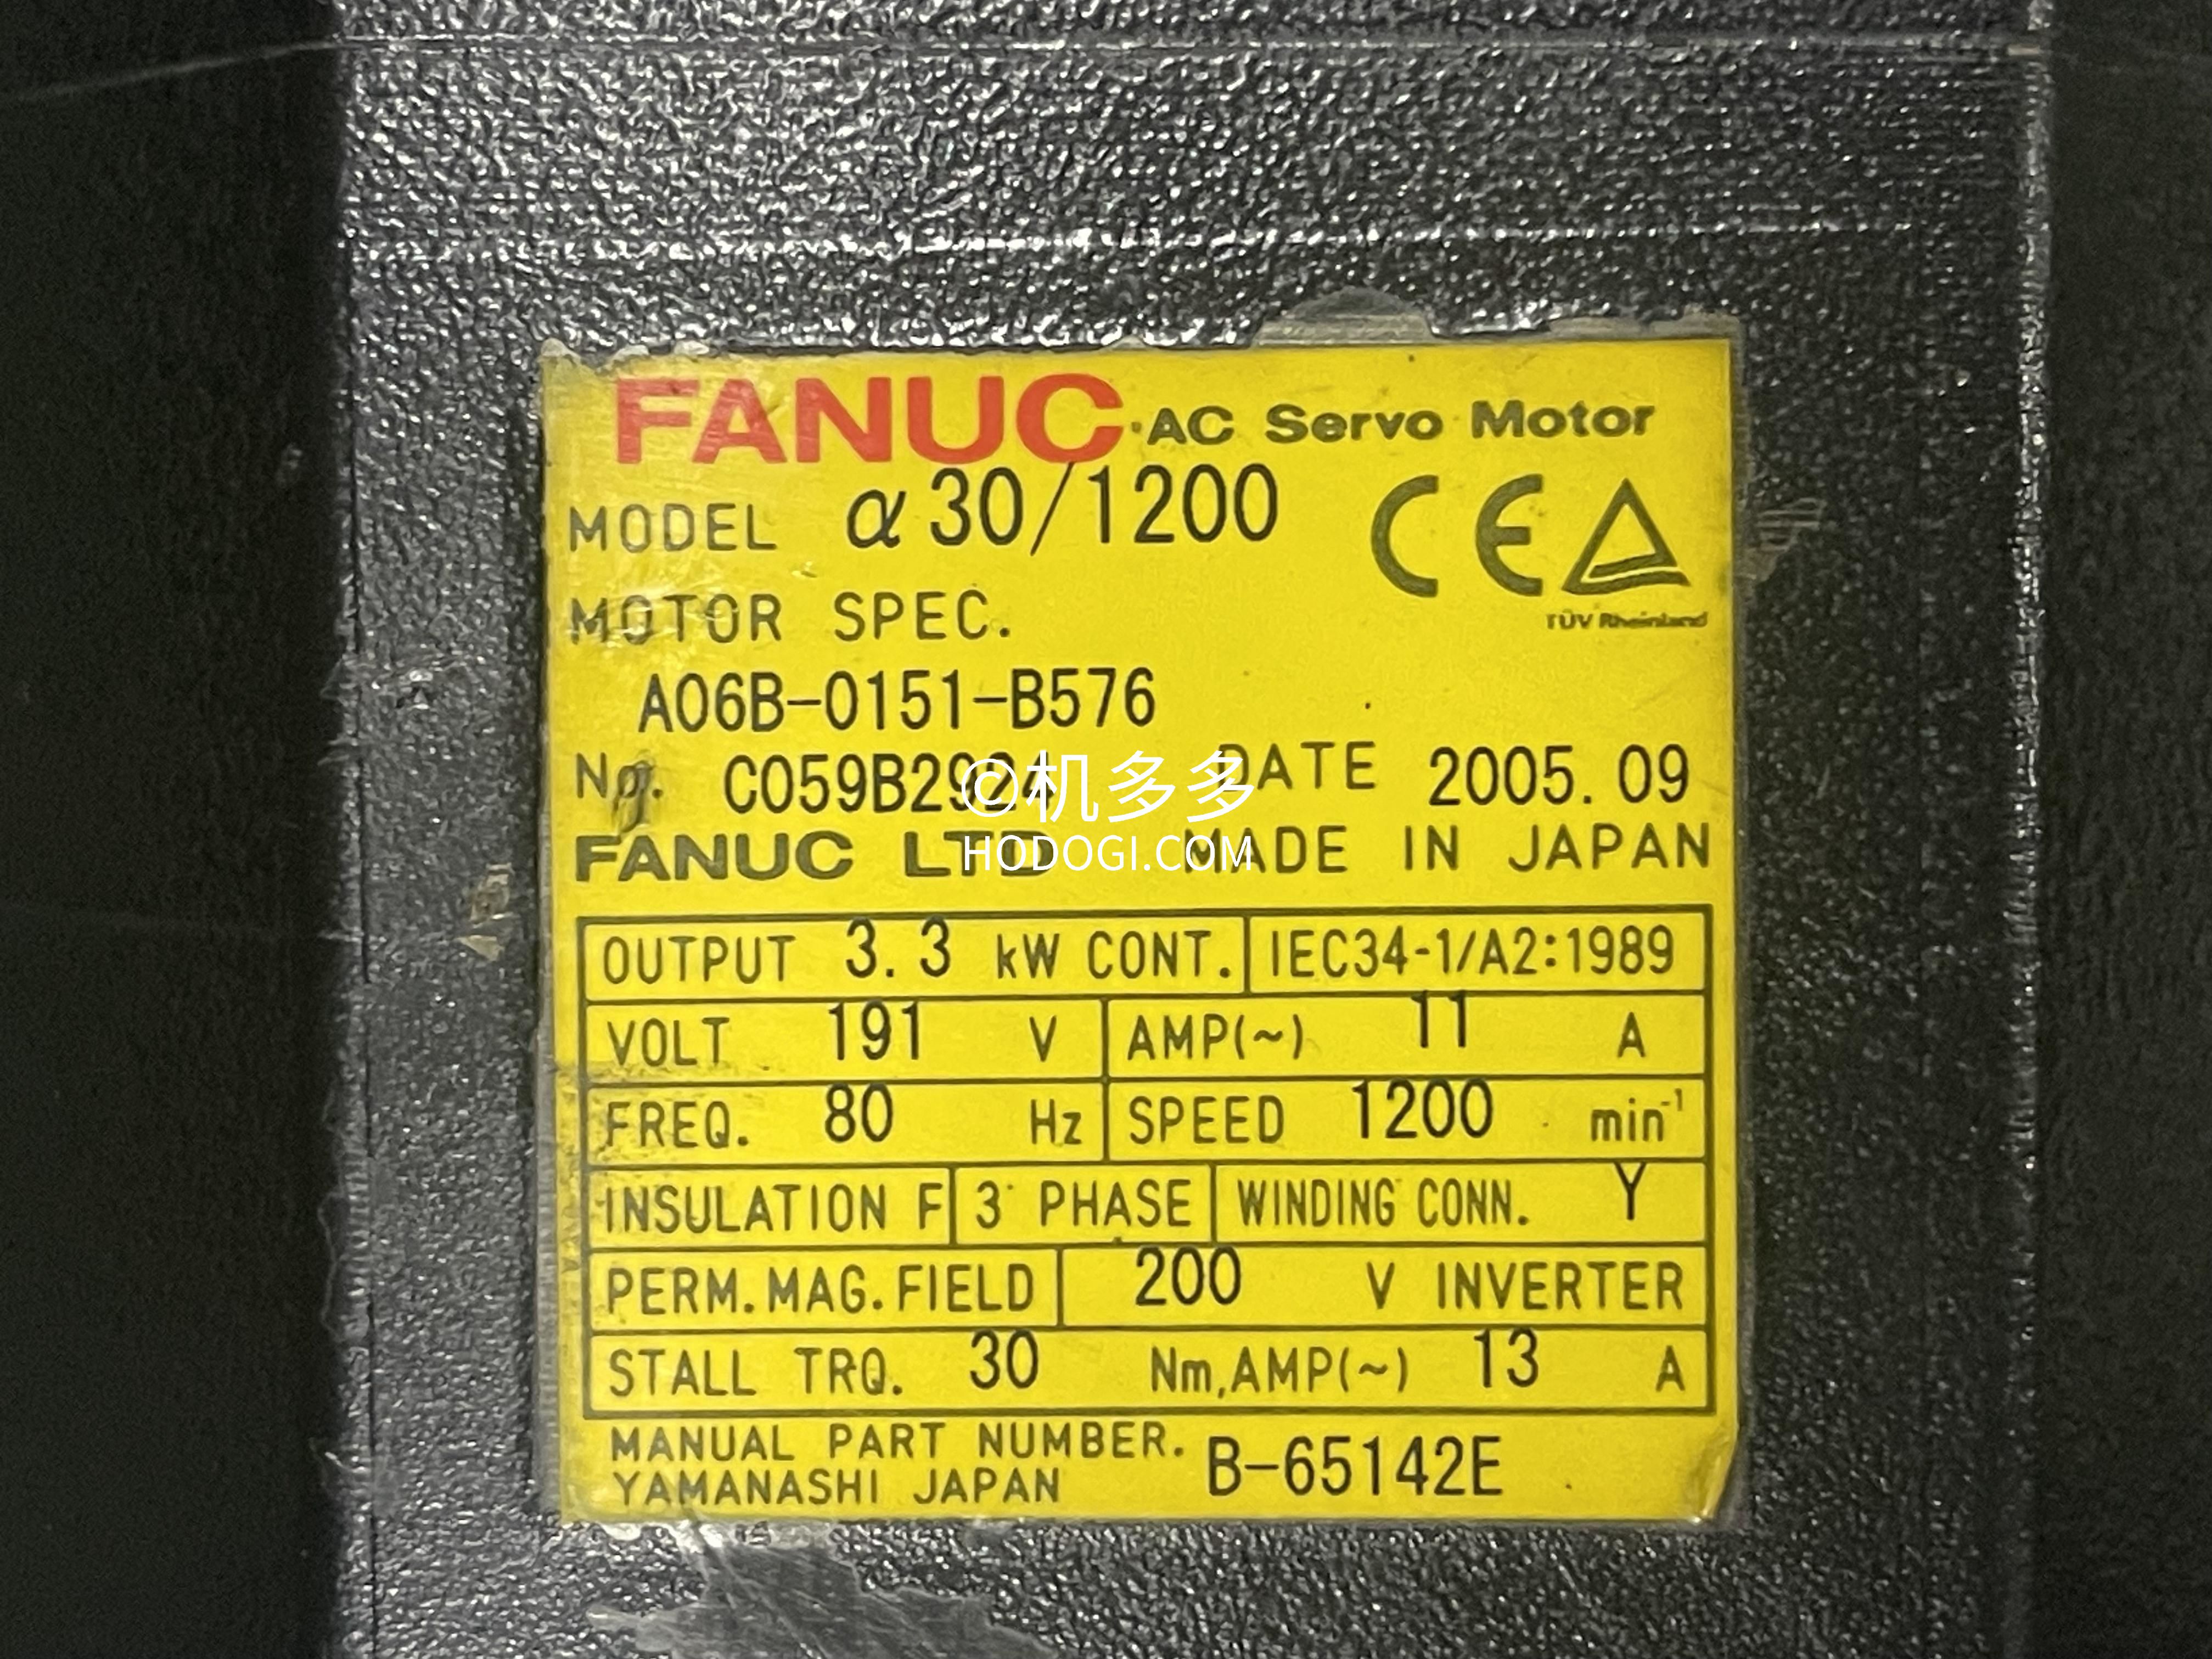 FANUC AC Servo Motor
MODEL α30/1200
CE
TÜV Rheinland
MOTOR SPEC.
A06B-0151-B576
No. C059B2924 DATE 2005.09
©机多多
FANUC LTD MADE IN JAPAN
HODOGI.COM
OUTPUT 3.3 kW CONT. IEC34-1/A2:1989
VOLT 191 V AMP(~) 11 A
FREQ. 80 Hz SPEED 1200 min⁻¹
INSULATION F 3 PHASE WINDING CONN. Y
PERM.MAG.FIELD 200 V INVERTER
STALL TRQ. 30 Nm,AMP(~) 13 A
MANUAL PART NUMBER. B-65142E
YAMANASHI JAPAN